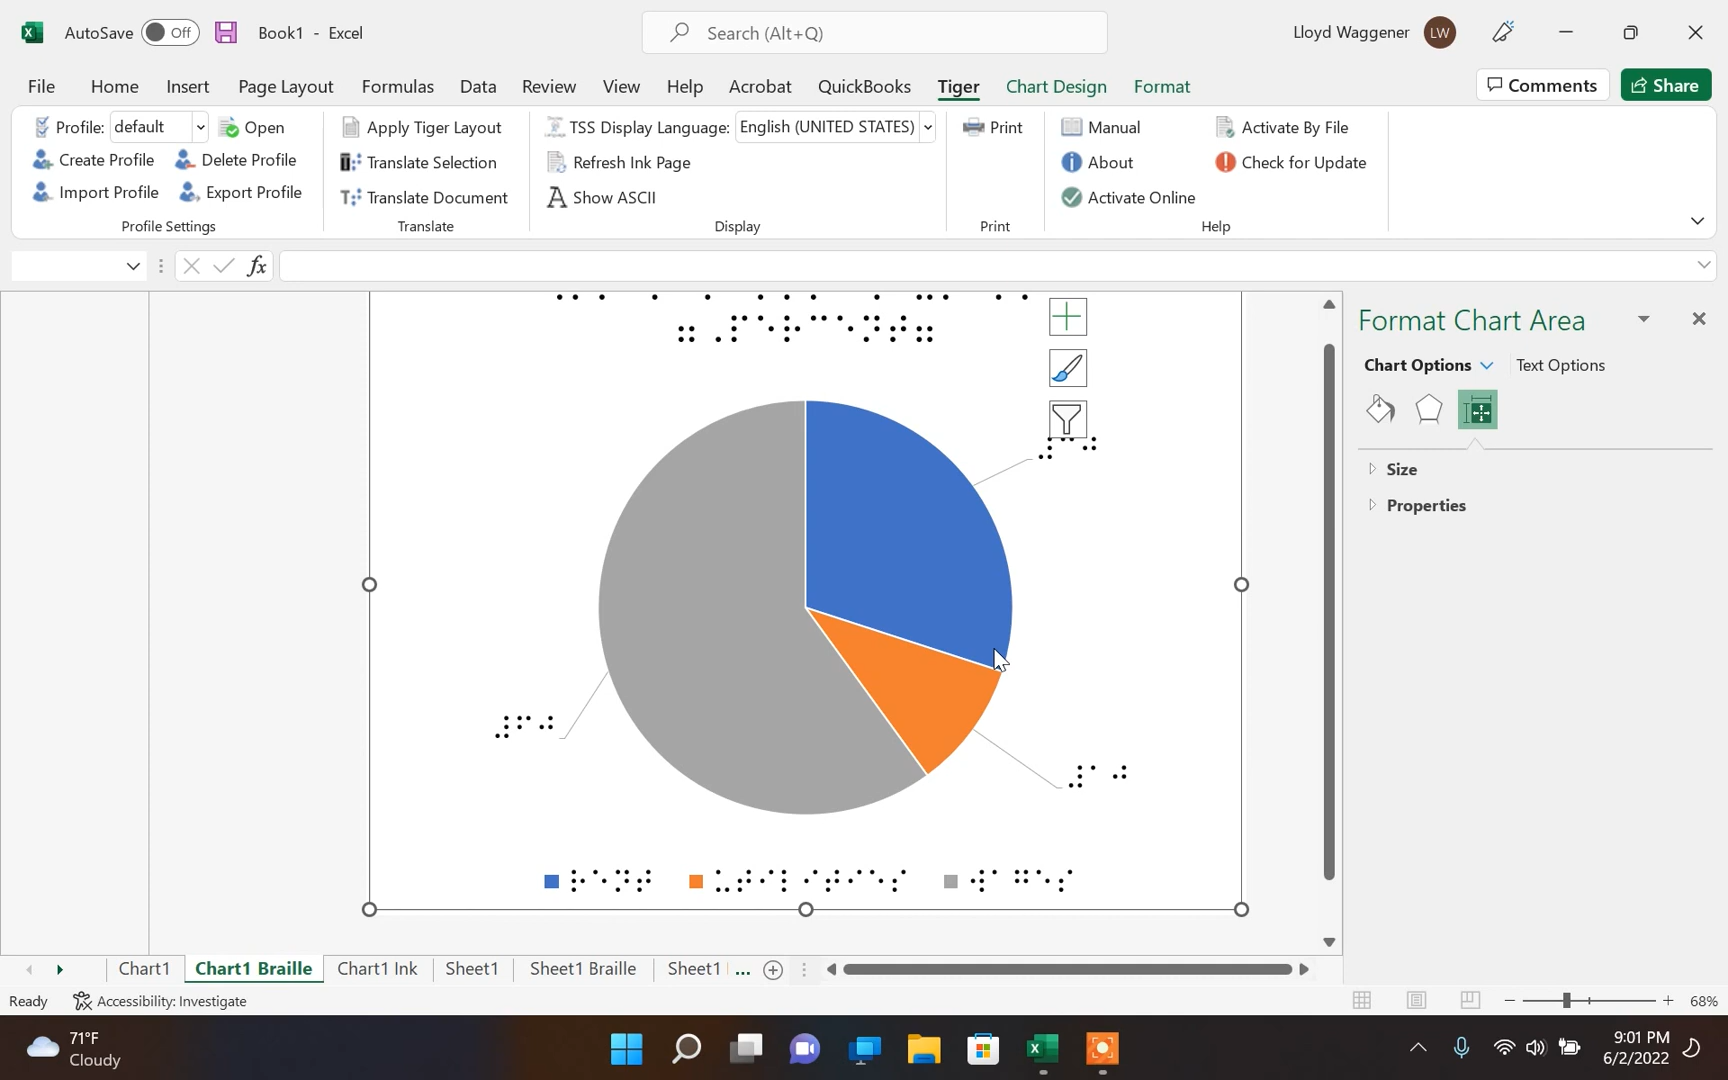 AutoSave Off Book1 - Excel Search (Alt+Q) Lloyd Waggener LW
File Home Insert Page Layout Formulas Data Review View Help Acrobat QuickBooks Tiger Chart Design Format Comments Share
Profile: default Open Apply Tiger Layout TSS Display Language: English (UNITED STATES) Print Manual Activate By File
Create Profile Delete Profile Translate Selection Refresh Ink Page About Check for Update
Import Profile Export Profile Translate Document Show ASCII Activate Online
Profile Settings Translate Display Print Help
fx
Format Chart Area
Chart Options Text Options
Size
Properties
Chart1 Chart1 Braille Chart1 Ink Sheet1 Sheet1 Braille Sheet1 ...
Ready Accessibility: Investigate 68%
71°F
Cloudy
9:01 PM
6/2/2022